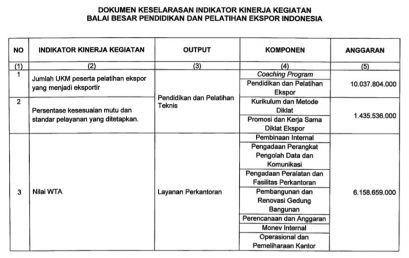 DOKUMEN KESELARASAN INDIKATOR KINERJA KEGIATAN
BALAI BESAR PENDIDIKAN DAN PELATIHAN EKSPOR INDONESIA
NO INDIKATOR KINERJA KEGIATAN OUTPUT KOMPONEN ANGGARAN
(1) (2) (3) (4) (5)
1
Jumlah UKM peserta pelatihan ekspor
yang menjadi eksportir
2
Persentase kesesuaian mutu dan
standar pelayanan yang ditetapkan.
Pendidikan dan Pelatihan
Teknis
Coaching Program
Pendidikan dan Pelatihan
Ekspor
10.037.804.000
Kurikulum dan Metode
Diklat
Promosi dan Kerja Sama
Diklat Ekspor
1.435.536.000
3
Nilai WTA
Layanan Perkantoran
Pembinaan Internal
Pengadaan Perangkat
Pengolah Data dan
Komunikasi
Pengadaan Peralatan dan
Fasilitas Perkantoran
Pembangunan dan
Renovasi Gedung
Bangunan
Perencanaan dan Anggaran
Monev Internal
Operasional dan
Pemeliharaan Kantor
6.158.659.000